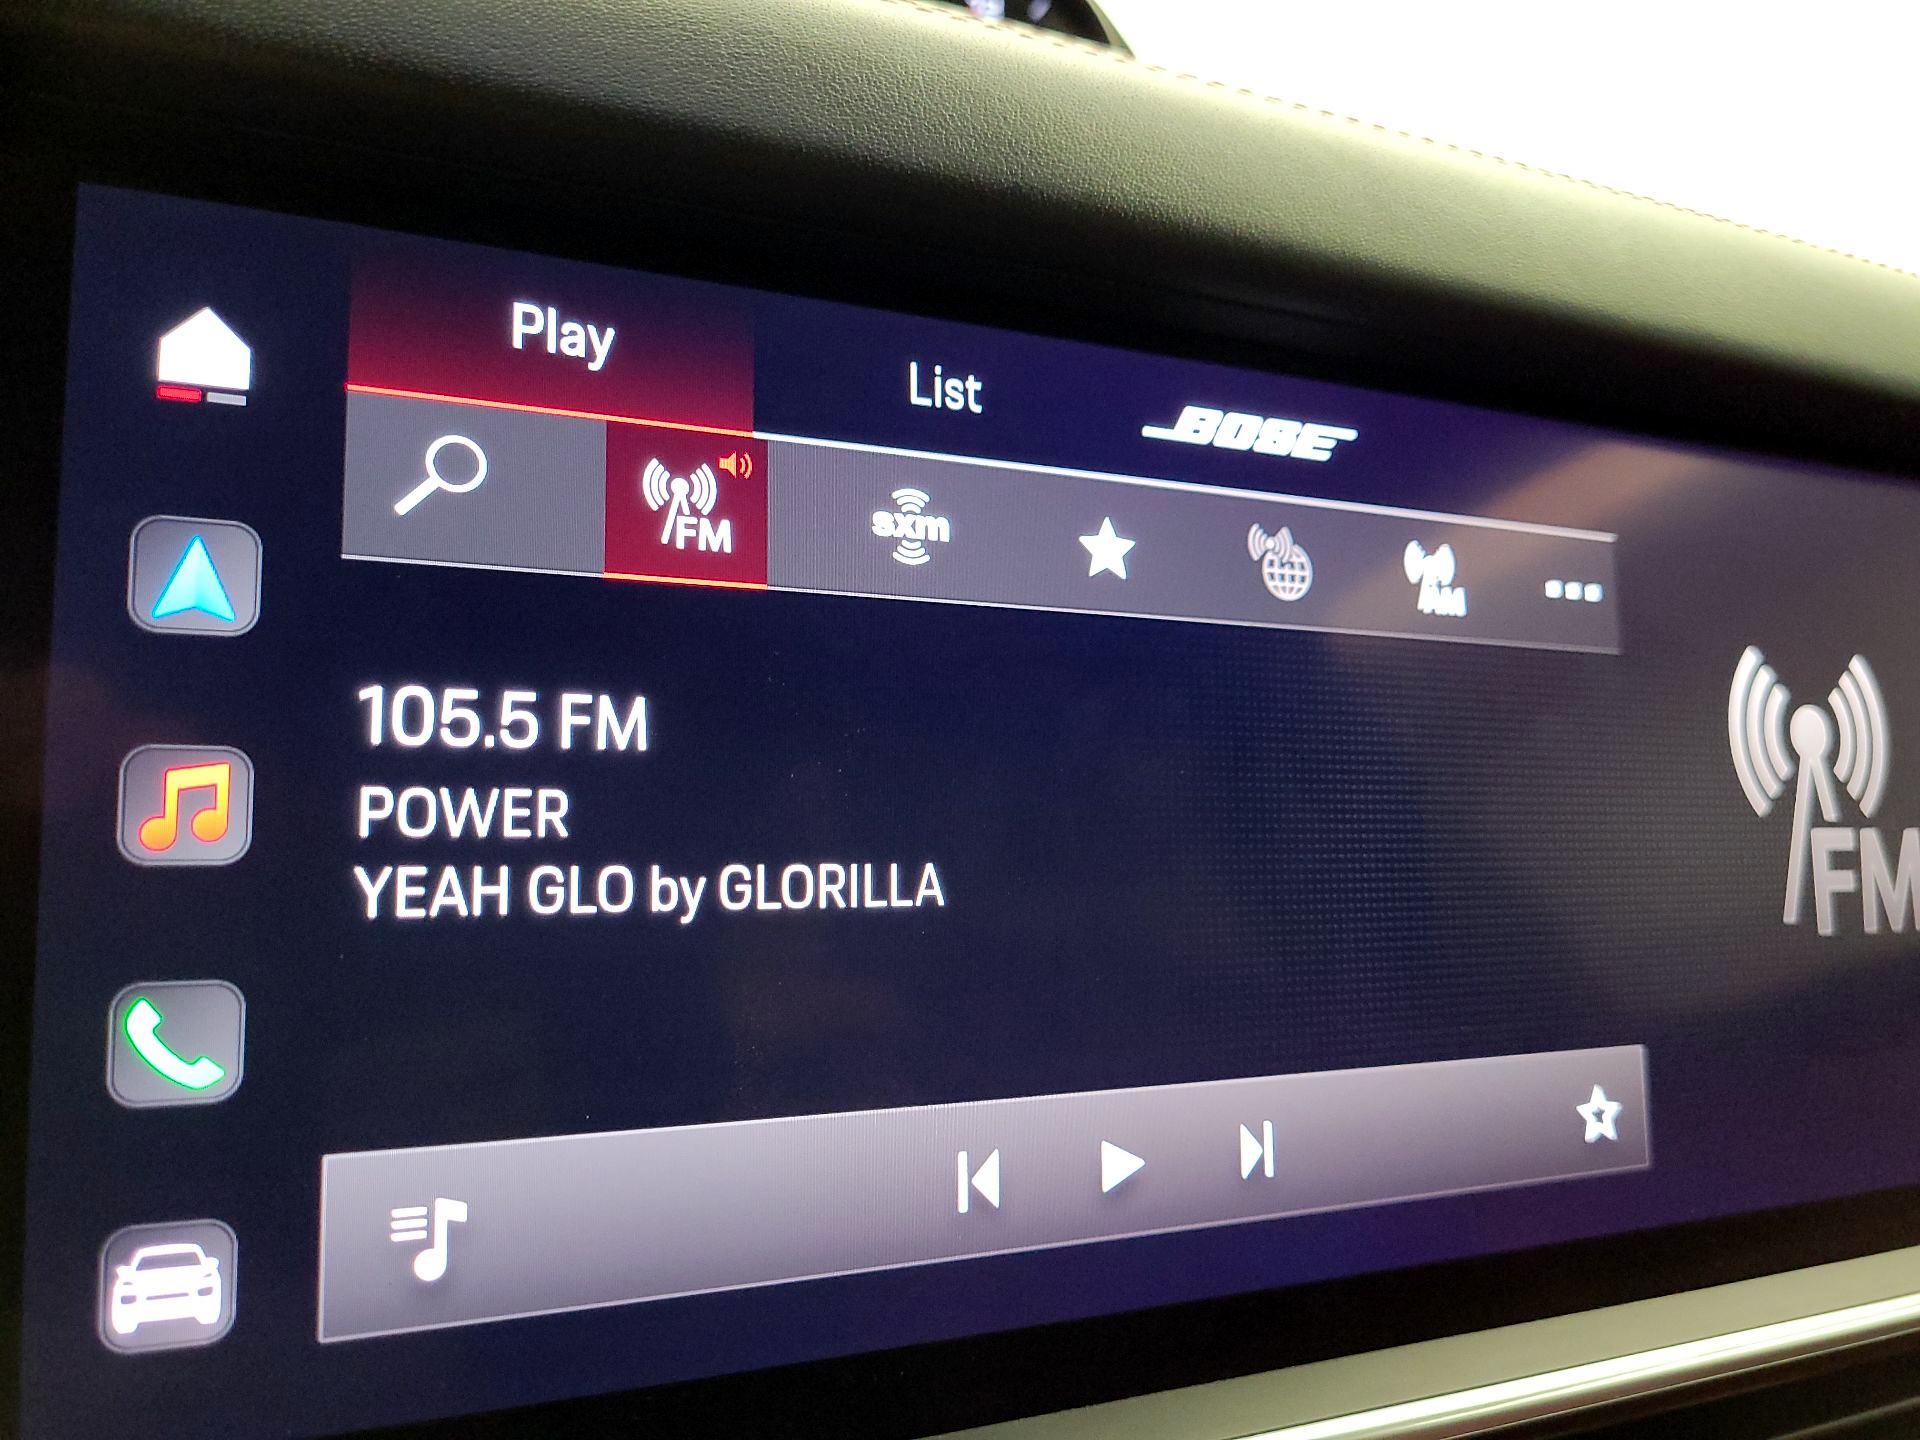 Play
List
BOSE
FM
sxm
AM
105.5 FM
POWER
YEAH GLO by GLORILLA
FM